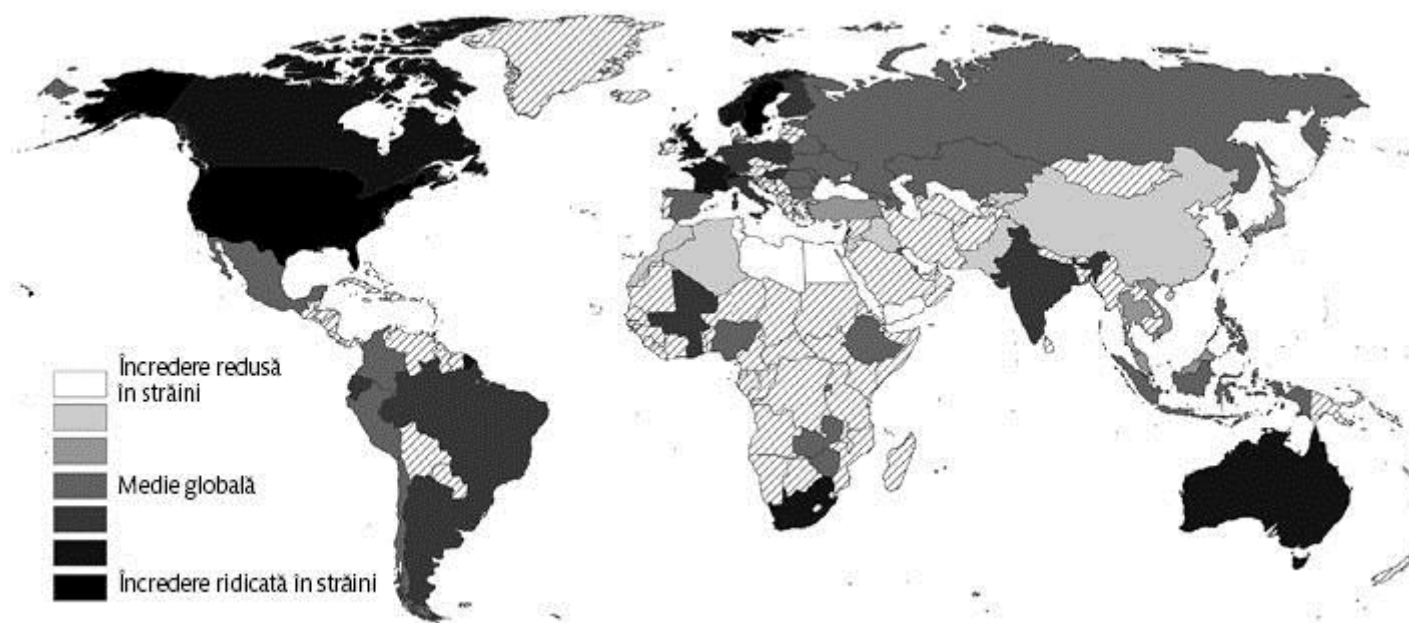 Încredere redusă
în străini
Medie globală
Încredere ridicată în străini